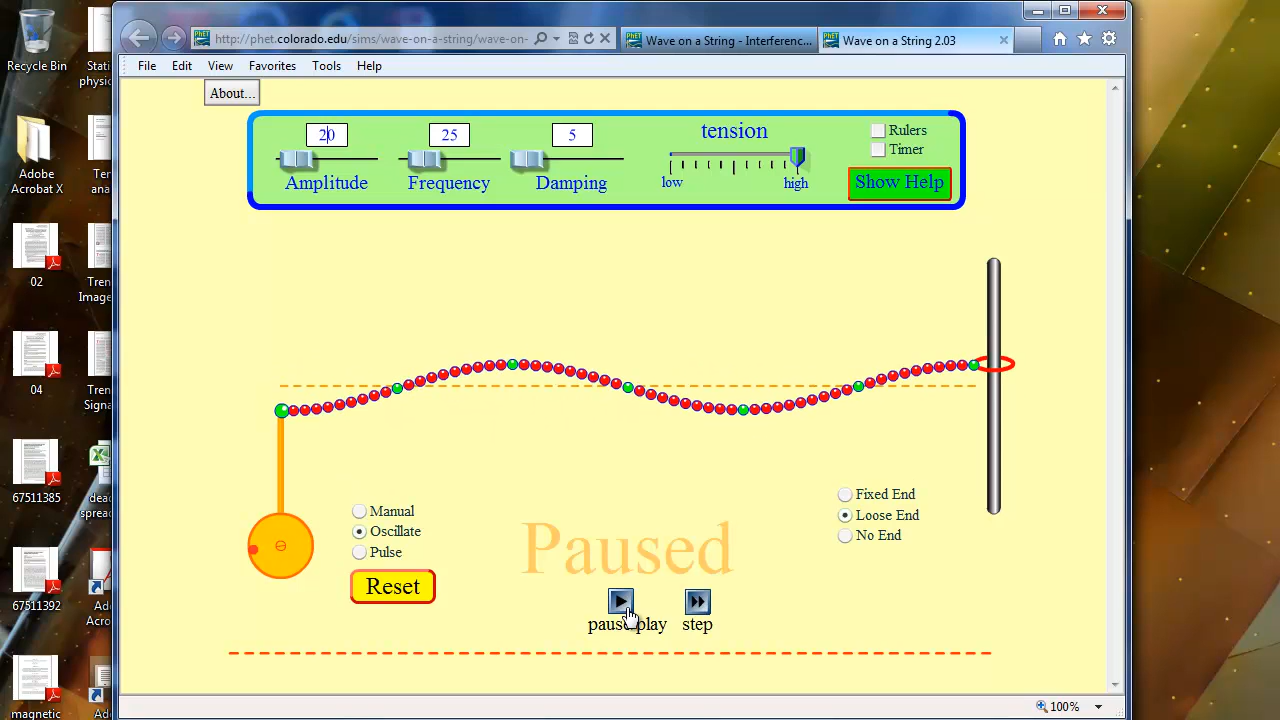 Recycle Bin
Stati
physic
Adobe
Acrobat X
Ter
ana
02
Tren
Image
04
Tren
Signa
67511385
dead
sprea
67511392
Ado
Acro
magnetic
Ad
http://phet.colorado.edu/sims/wave-on-a-string/wave-on-
Wave on a String - Interferenc...
Wave on a String 2.03
File Edit View Favorites Tools Help
About...
20 25 5 tension
Amplitude Frequency Damping low high
Rulers
Timer
Show Help
Manual
Oscillate
Pulse
Reset
Fixed End
Loose End
No End
Paused
pause/play step
100%